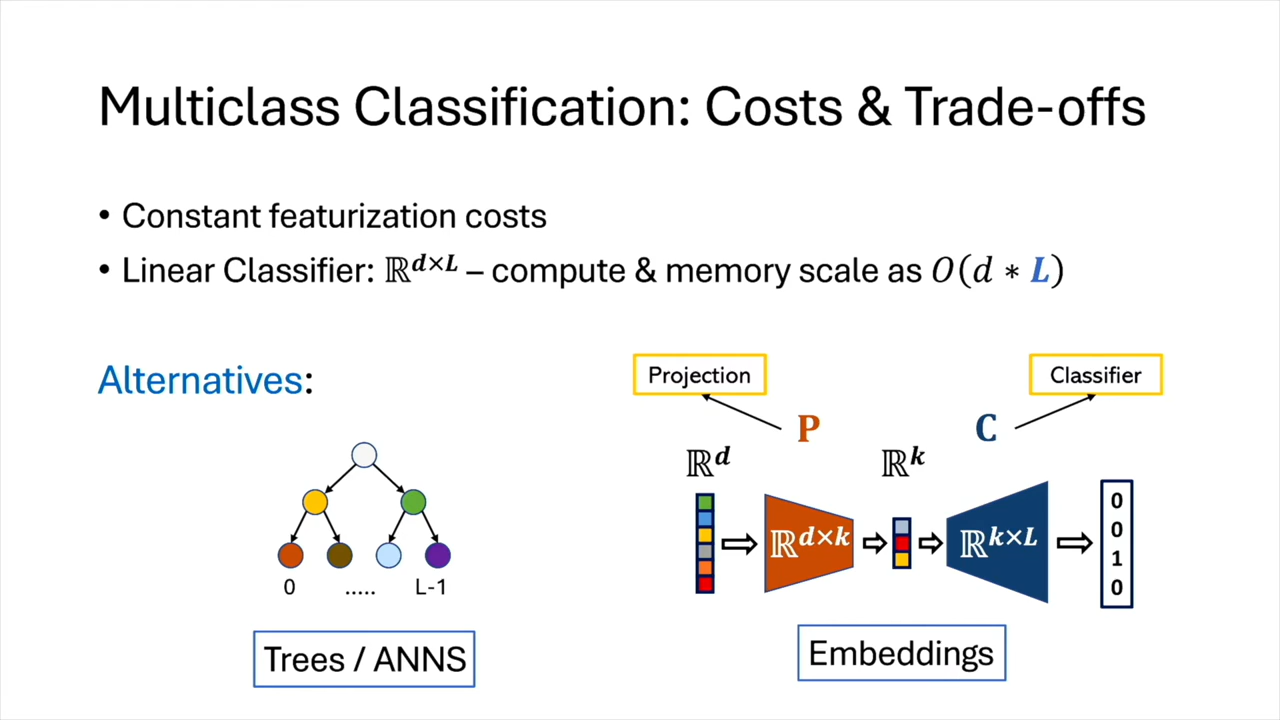 Multiclass Classification: Costs & Trade-offs
• Constant featurization costs
• Linear Classifier: ℝ^{d×L} – compute & memory scale as O(d * L)
Alternatives:
Projection
Classifier
P
C
ℝ^d
ℝ^k
ℝ^{d×k}
ℝ^{k×L}
0
0
1
0
0 ..... L-1
Trees / ANNS
Embeddings